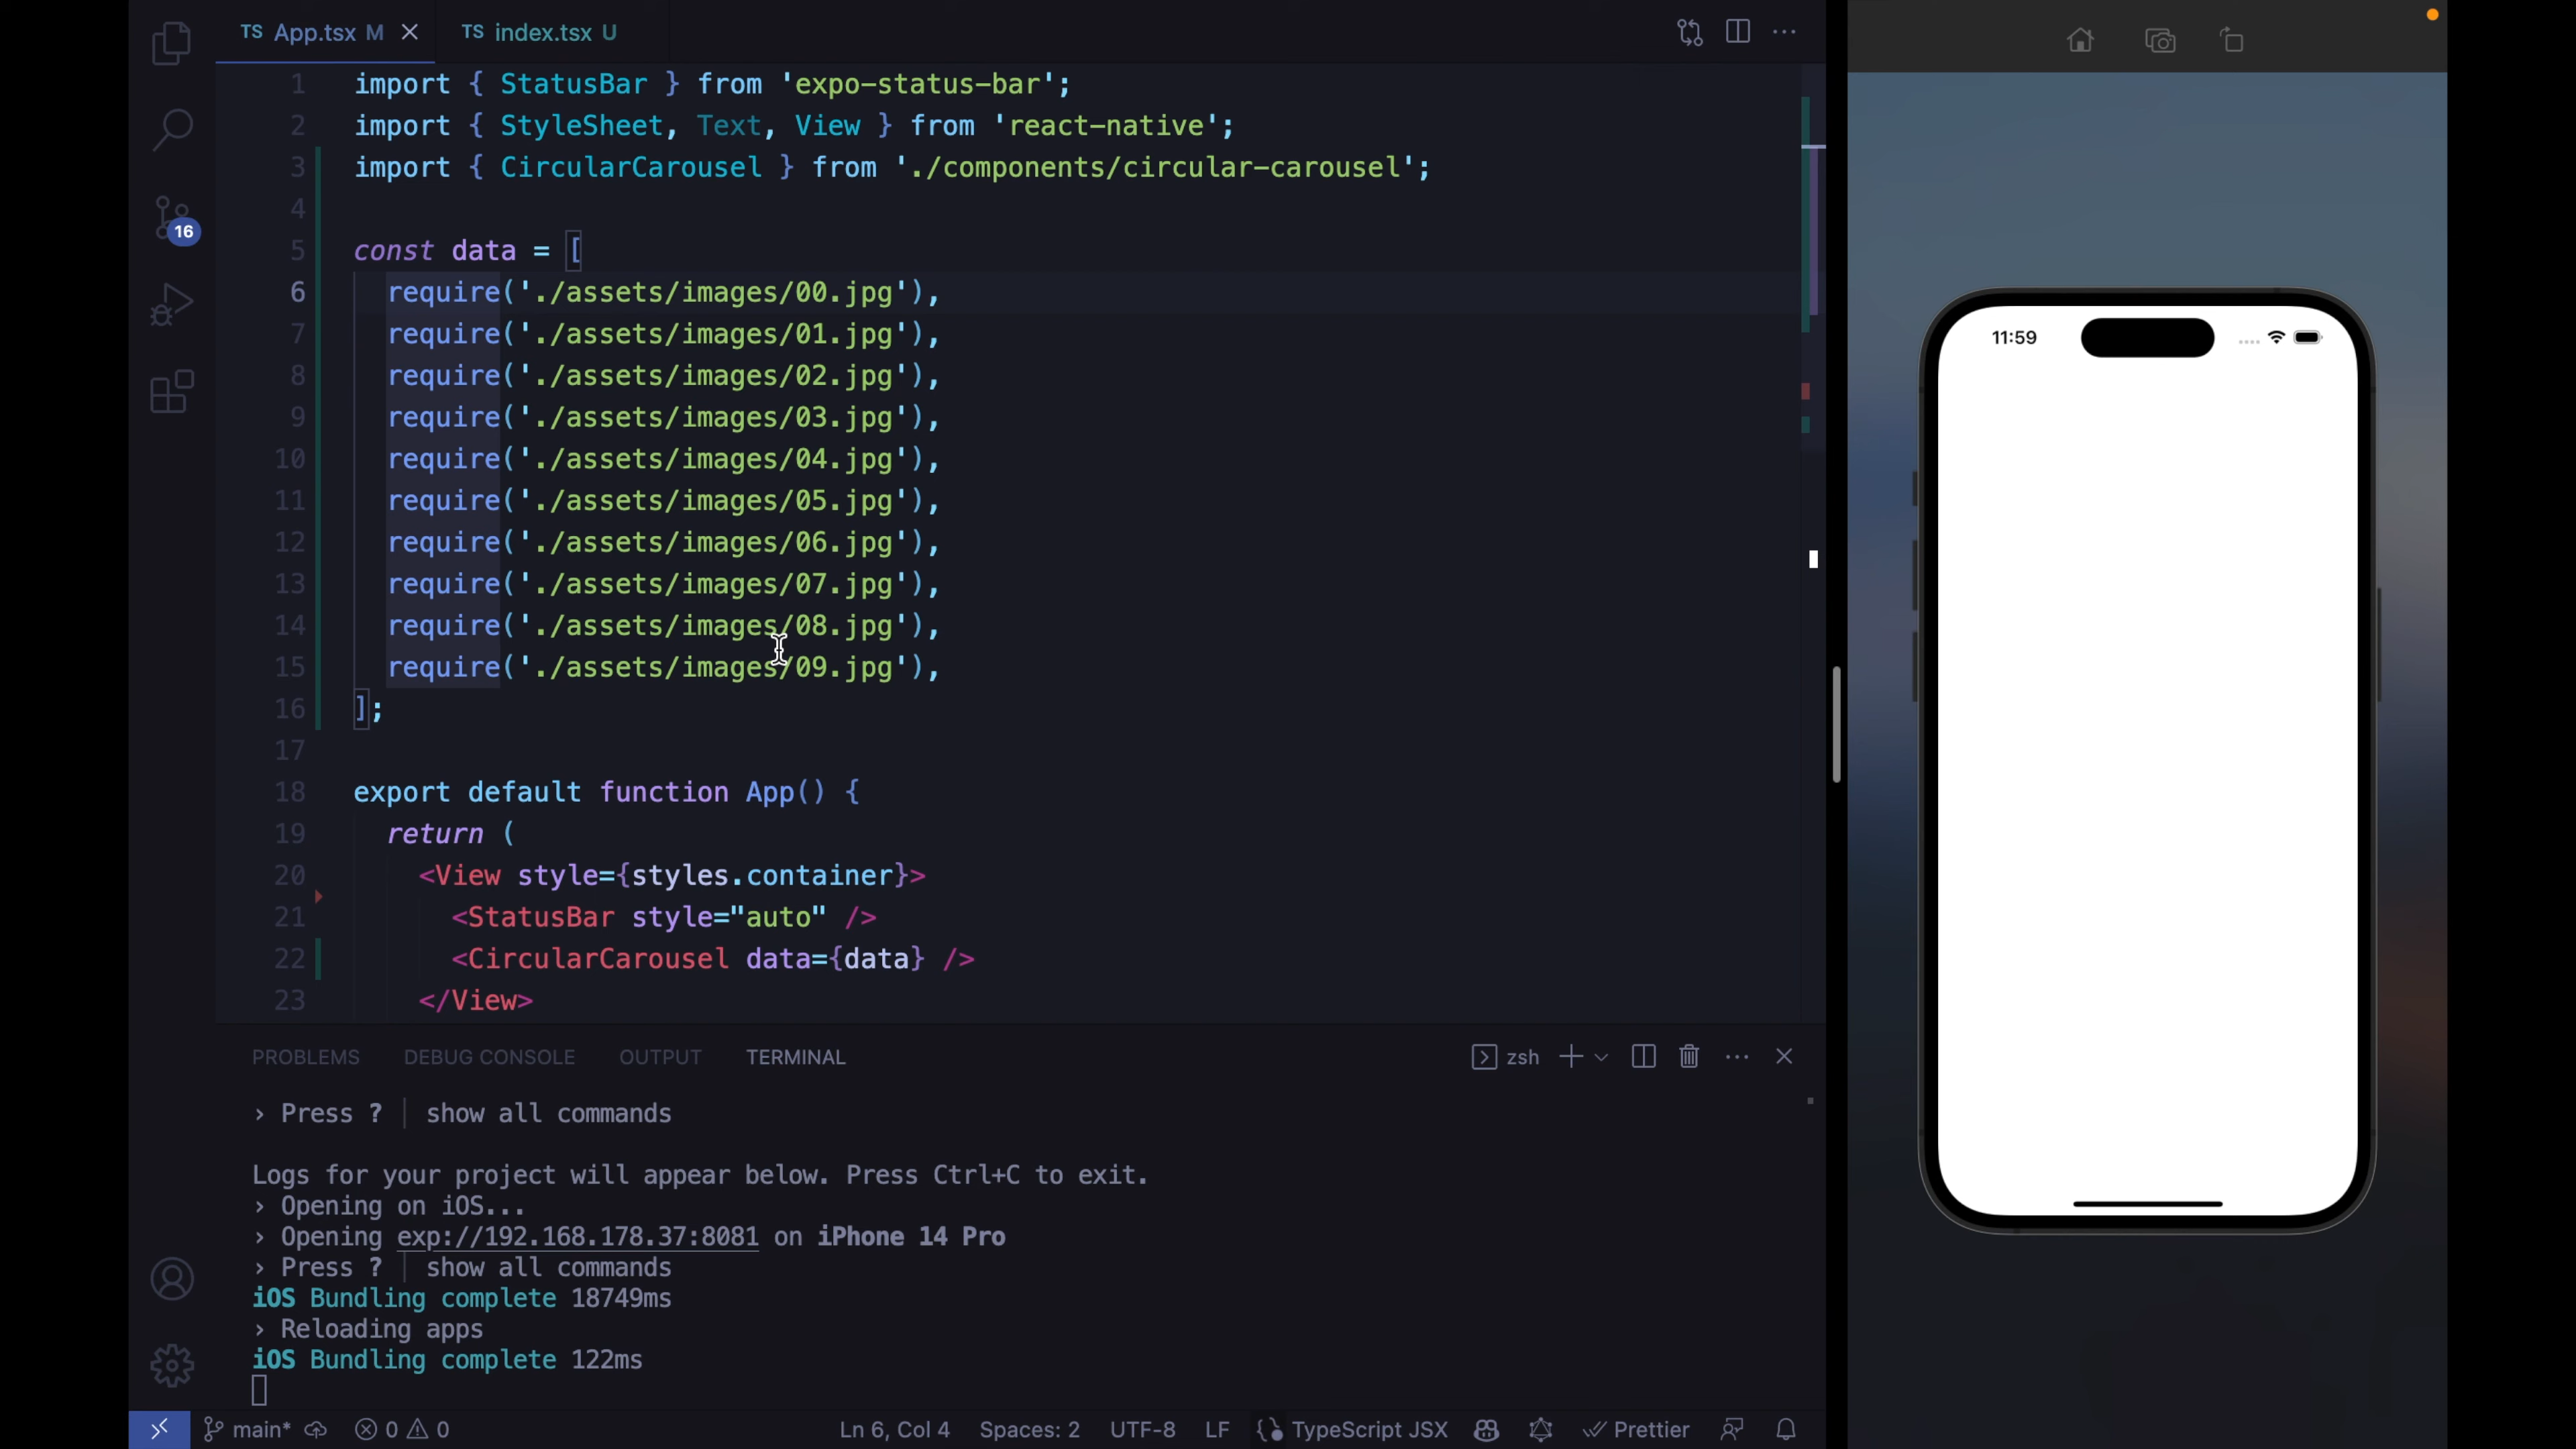 TS App.tsx M TS index.tsx U
1 import { StatusBar } from 'expo-status-bar';
2 import { StyleSheet, Text, View } from 'react-native';
3 import { CircularCarousel } from './components/circular-carousel';
4
5 const data = [
6 require('./assets/images/00.jpg'),
7 require('./assets/images/01.jpg'),
8 require('./assets/images/02.jpg'),
9 require('./assets/images/03.jpg'),
10 require('./assets/images/04.jpg'),
11 require('./assets/images/05.jpg'),
12 require('./assets/images/06.jpg'),
13 require('./assets/images/07.jpg'),
14 require('./assets/images/08.jpg'),
15 require('./assets/images/09.jpg'),
16 ];
17
18 export default function App() {
19 return (
20 <View style={styles.container}>
21 <StatusBar style="auto" />
22 <CircularCarousel data={data} />
23 </View>
16
PROBLEMS DEBUG CONSOLE OUTPUT TERMINAL zsh
› Press ? │ show all commands
Logs for your project will appear below. Press Ctrl+C to exit.
› Opening on iOS...
› Opening exp://192.168.178.37:8081 on iPhone 14 Pro
› Press ? │ show all commands
iOS Bundling complete 18749ms
› Reloading apps
iOS Bundling complete 122ms
main* 0 0 Ln 6, Col 4 Spaces: 2 UTF-8 LF TypeScript JSX Prettier
11:59